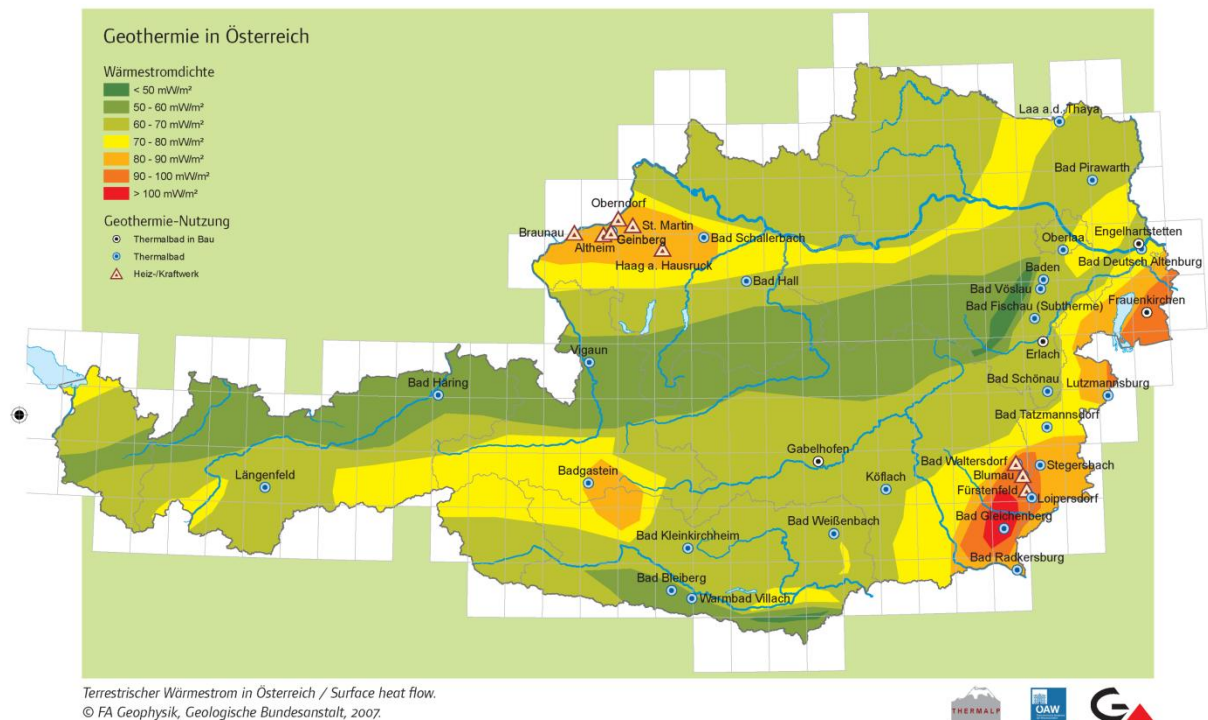 Geothermie in Österreich
Wärmestromdichte
< 50 mW/m²
50 - 60 mW/m²
60 - 70 mW/m²
70 - 80 mW/m²
80 - 90 mW/m²
90 - 100 mW/m²
> 100 mW/m²
Geothermie-Nutzung
Thermalbad in Bau
Thermalbad
Heiz-/Kraftwerk
Laa a.d. Thaya
Bad Pirawarth
Oberndorf
Braunau
St. Martin
Altheim
Geinberg
Haag a. Hausruck
Bad Schallerbach
Bad Hall
Engelhartstetten
Oberlaa
Bad Deutsch Altenburg
Baden
Bad Vöslau
Bad Fischau (Subtherme)
Frauenkirchen
Erlach
Vigaun
Bad Häring
Bad Schönau
Lutzmannsburg
Bad Tatzmannsdorf
Gabelhofen
Bad Waltersdorf
Stegersbach
Blumau
Badgastein
Längenfeld
Köflach
Fürstenfeld
Loipersdorf
Bad Gleichenberg
Bad Weißenbach
Bad Kleinkirchheim
Bad Radkersburg
Bad Bleiberg
Warmbad Villach
Terrestrischer Wärmestrom in Österreich / Surface heat flow.
© FA Geophysik, Geologische Bundesanstalt, 2007.
THERMALP
ÖAW